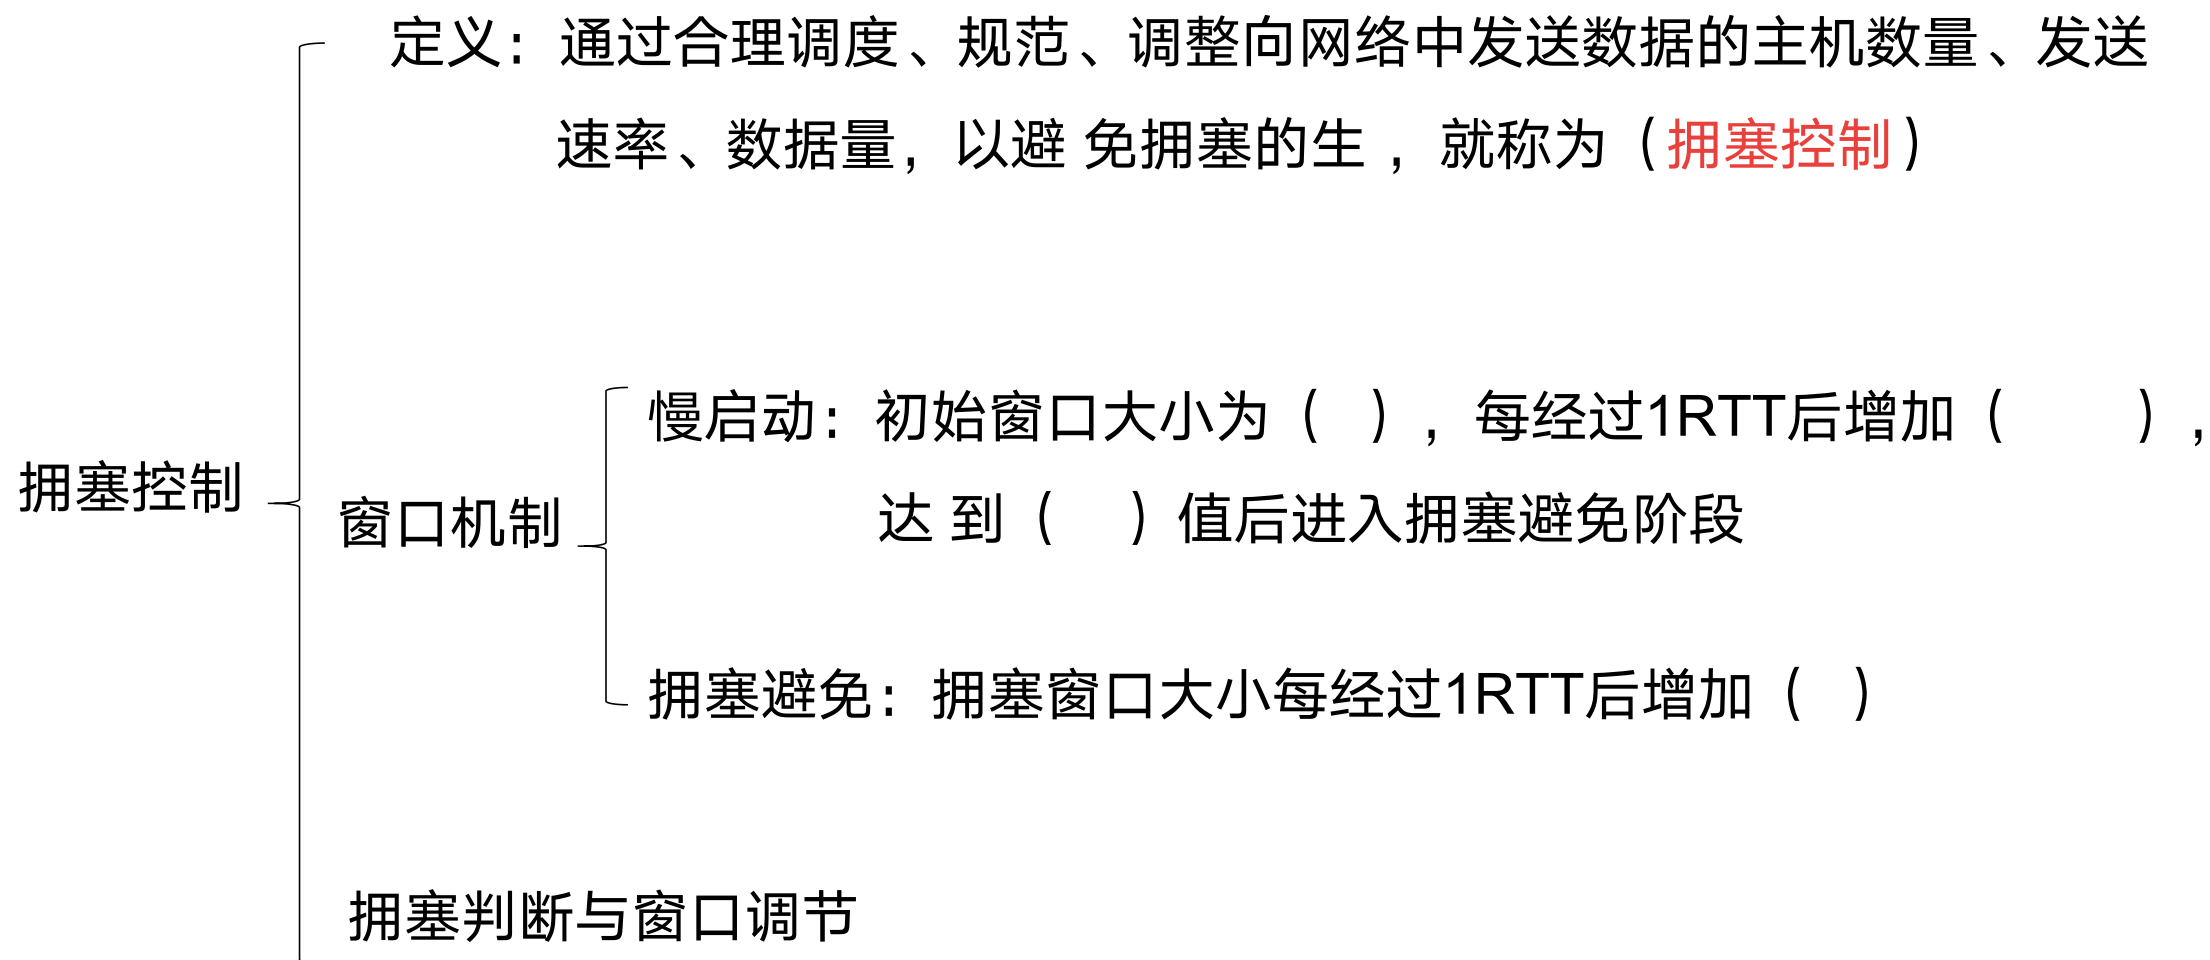 定义：通过合理调度、规范、调整向网络中发送数据的主机数量、发送
速率、数据量，以避 免拥塞的生 ，就称为（拥塞控制）
慢启动：初始窗口大小为（ ），每经过1RTT后增加（ ），
达 到（ ）值后进入拥塞避免阶段
拥塞控制
窗口机制
拥塞避免：拥塞窗口大小每经过1RTT后增加（ ）
拥塞判断与窗口调节